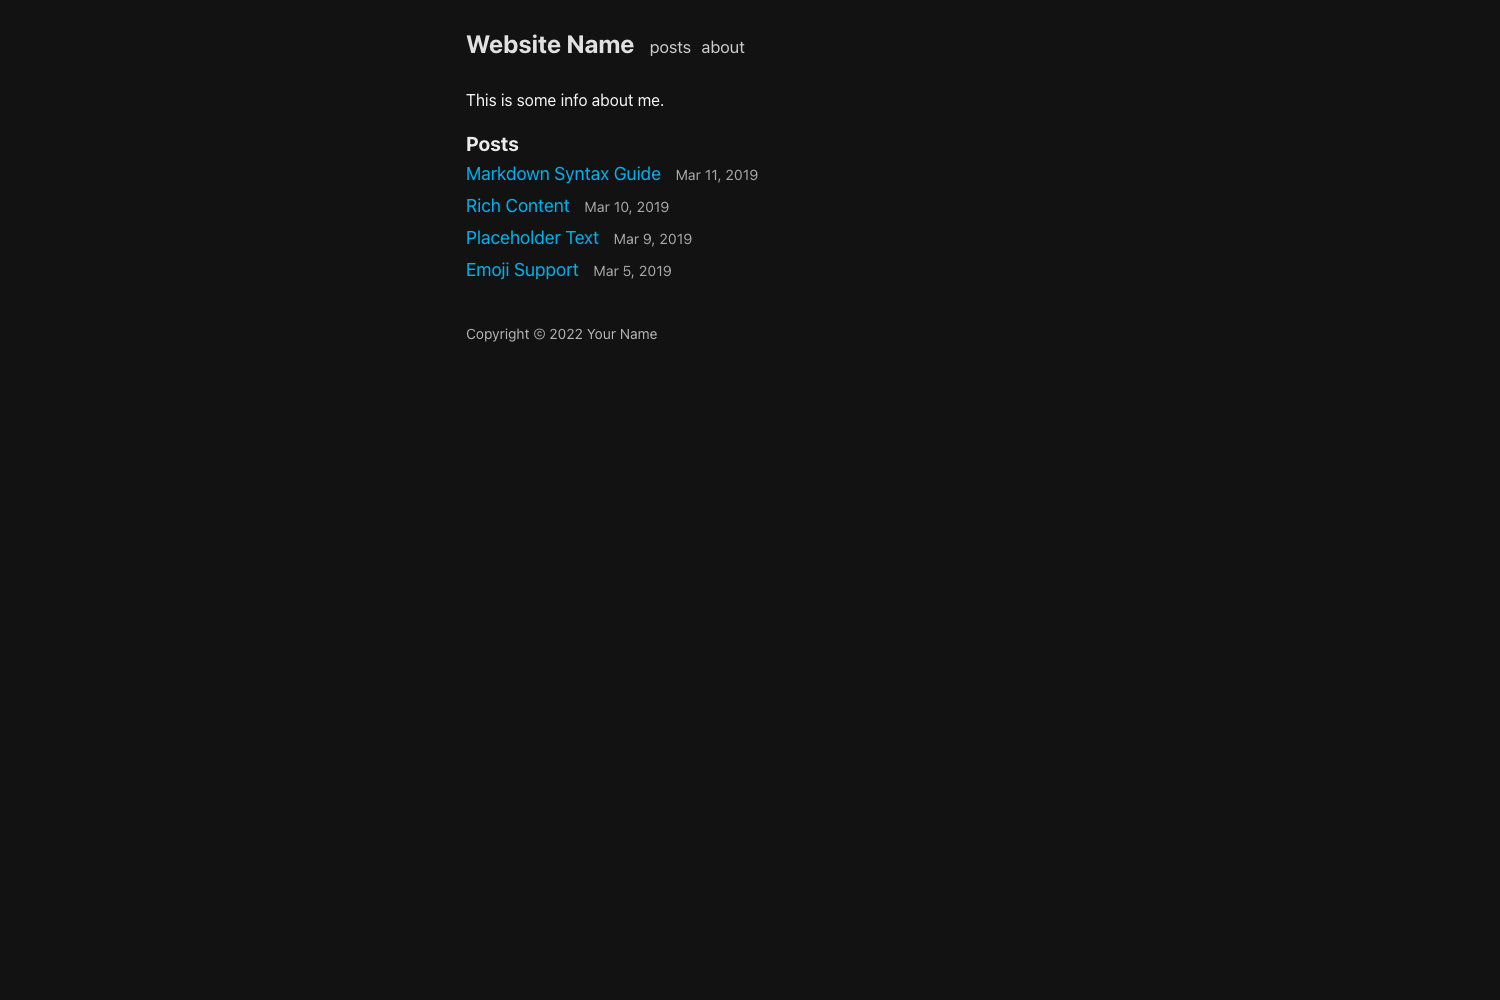 Website Name posts about
This is some info about me.
Posts
Markdown Syntax Guide Mar 11, 2019
Rich Content Mar 10, 2019
Placeholder Text Mar 9, 2019
Emoji Support Mar 5, 2019
Copyright © 2022 Your Name